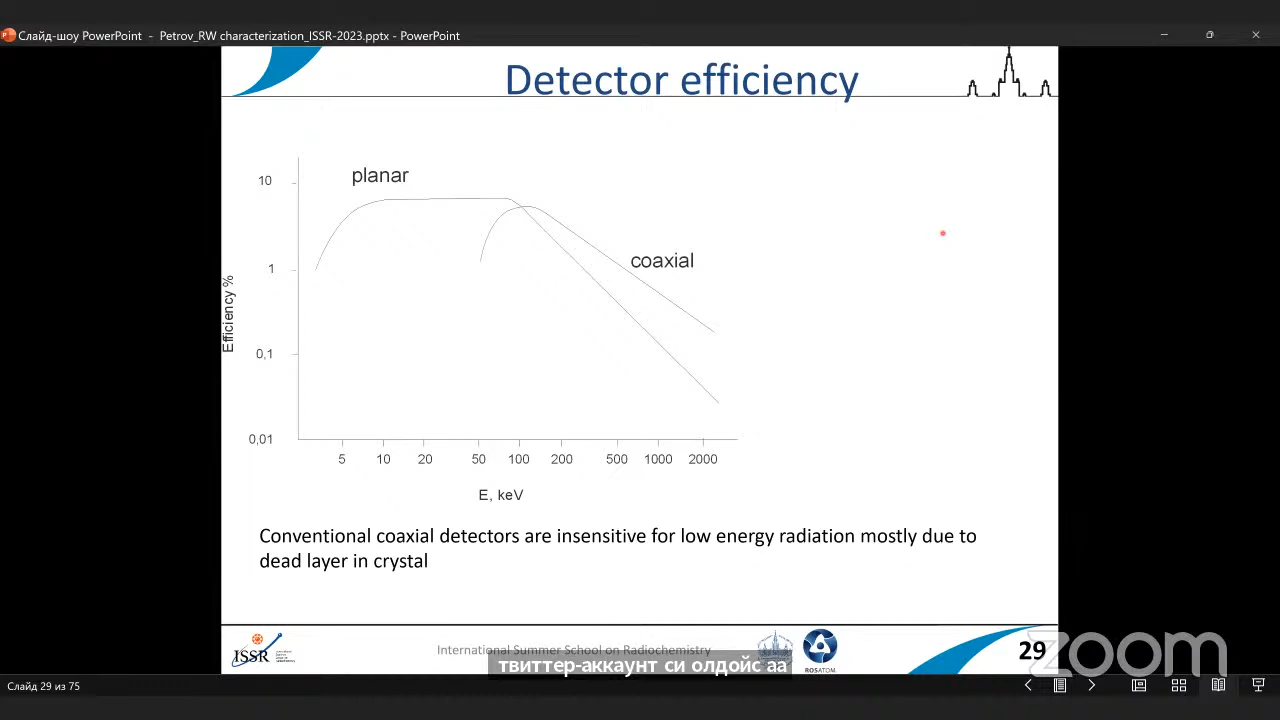 Слайд-шоу PowerPoint - Petrov_RW characterization_ISSR-2023.pptx - PowerPoint
Detector efficiency
planar
coaxial
10
1
0,1
0,01
Efficiency %
5 10 20 50 100 200 500 1000 2000
E, keV
Conventional coaxial detectors are insensitive for low energy radiation mostly due to
dead layer in crystal
ISSR
International Summer School on Radiochemistry
ROSATOM
29
zoom
твиттер-аккаунт си олдойс аа
Слайд 29 из 75